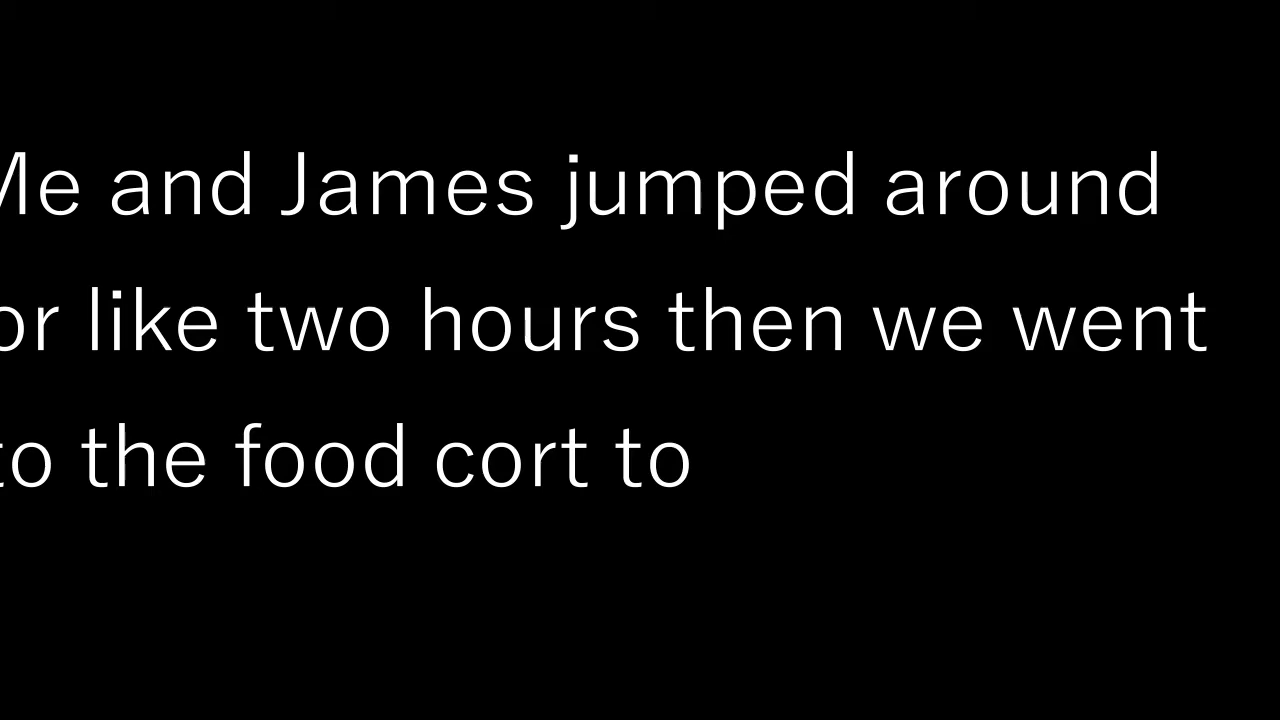 Me and James jumped around
or like two hours then we went
to the food cort to